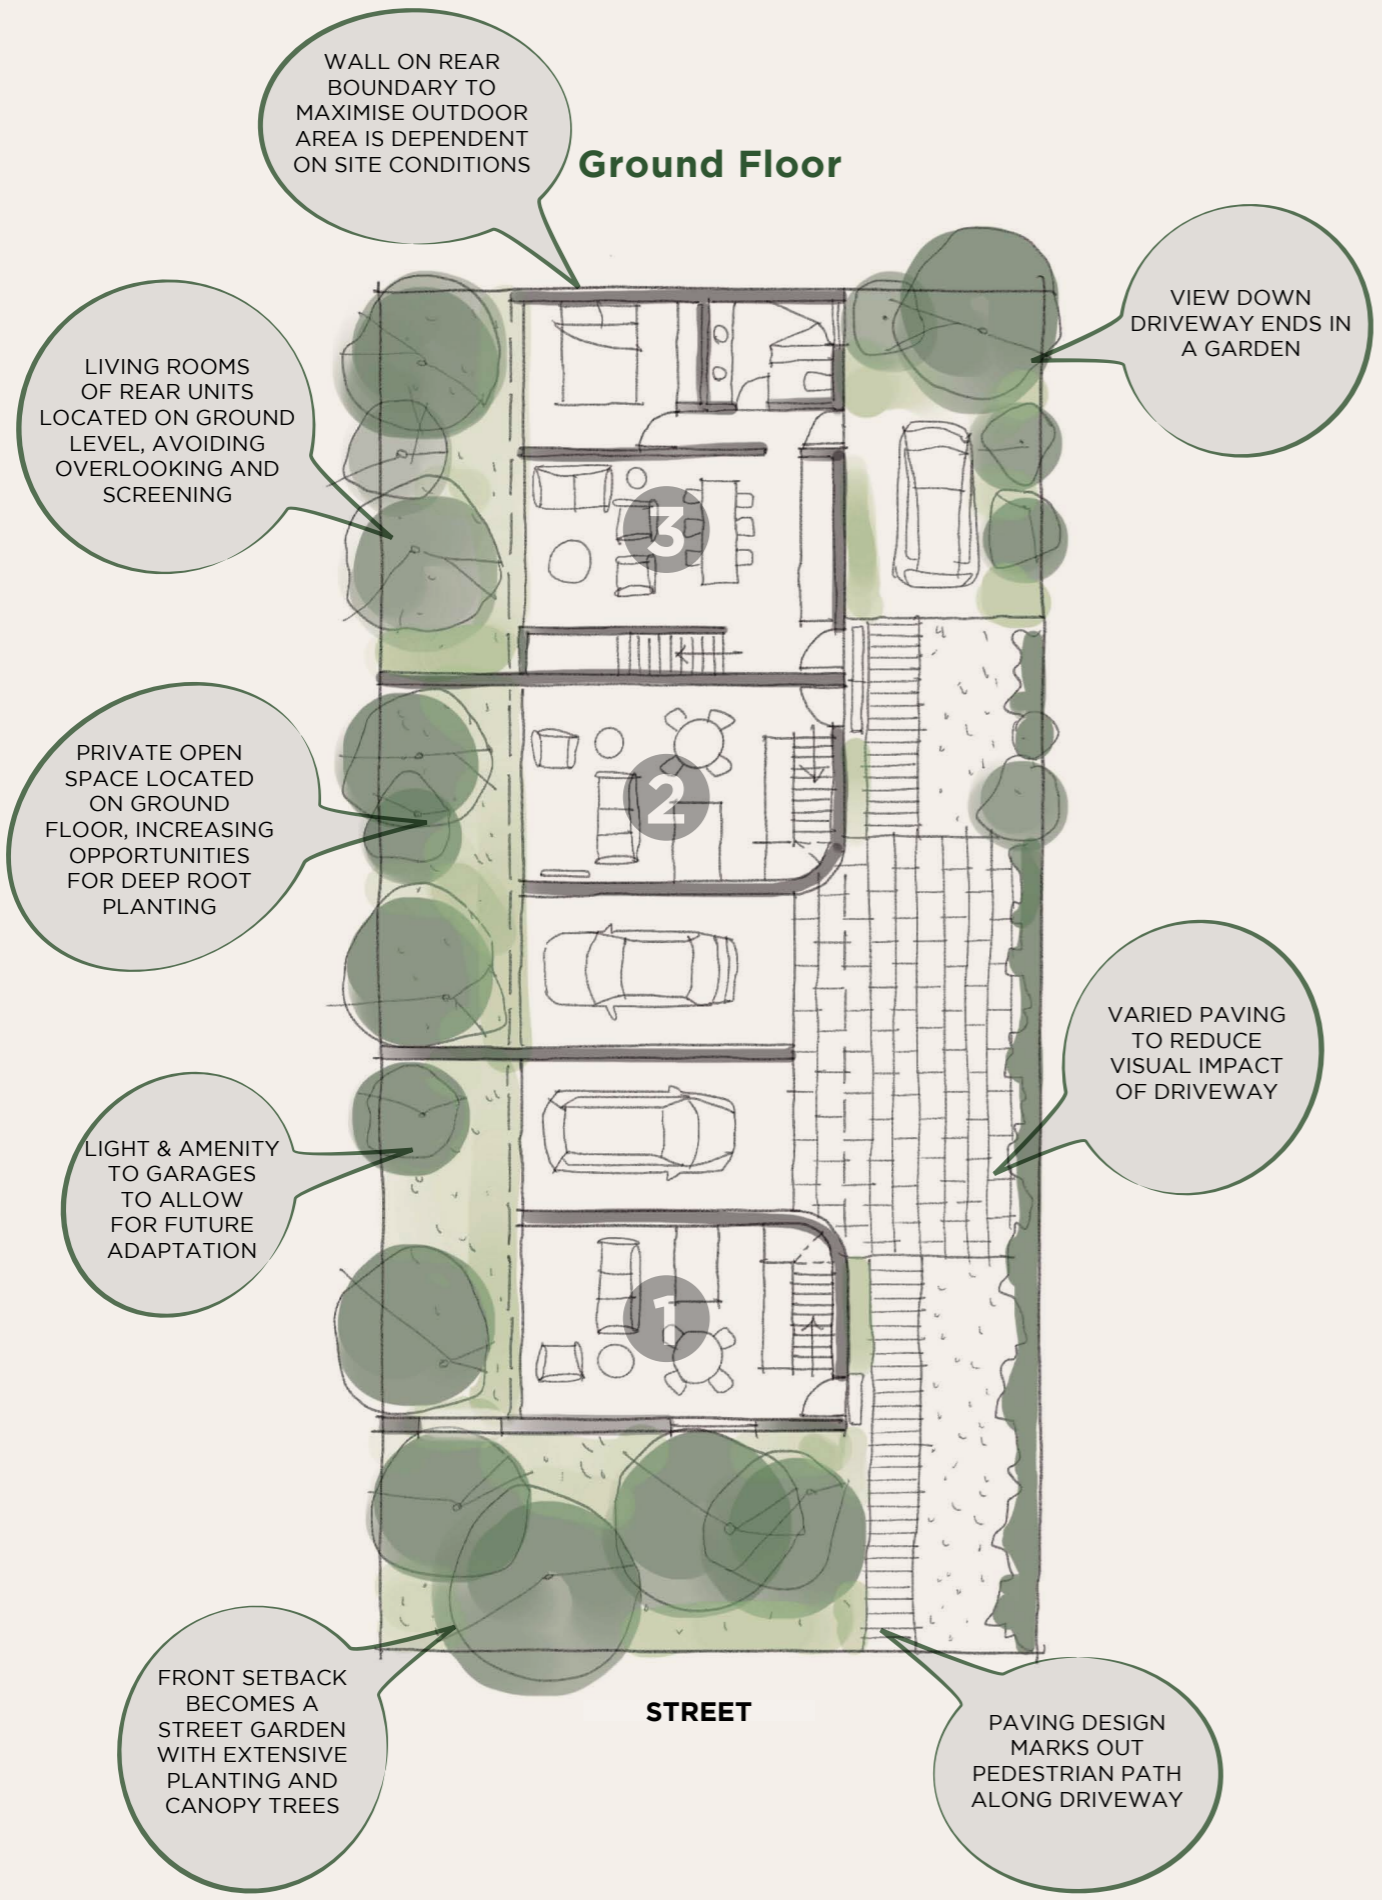 WALL ON REAR
BOUNDARY TO
MAXIMISE OUTDOOR
AREA IS DEPENDENT
ON SITE CONDITIONS
Ground Floor
VIEW DOWN
DRIVEWAY ENDS IN
A GARDEN
LIVING ROOMS
OF REAR UNITS
LOCATED ON GROUND
LEVEL, AVOIDING
OVERLOOKING AND
SCREENING
3
PRIVATE OPEN
SPACE LOCATED
ON GROUND
FLOOR, INCREASING
OPPORTUNITIES
FOR DEEP ROOT
PLANTING
2
VARIED PAVING
TO REDUCE
VISUAL IMPACT
OF DRIVEWAY
LIGHT & AMENITY
TO GARAGES
TO ALLOW
FOR FUTURE
ADAPTATION
1
FRONT SETBACK
BECOMES A
STREET GARDEN
WITH EXTENSIVE
PLANTING AND
CANOPY TREES
STREET
PAVING DESIGN
MARKS OUT
PEDESTRIAN PATH
ALONG DRIVEWAY